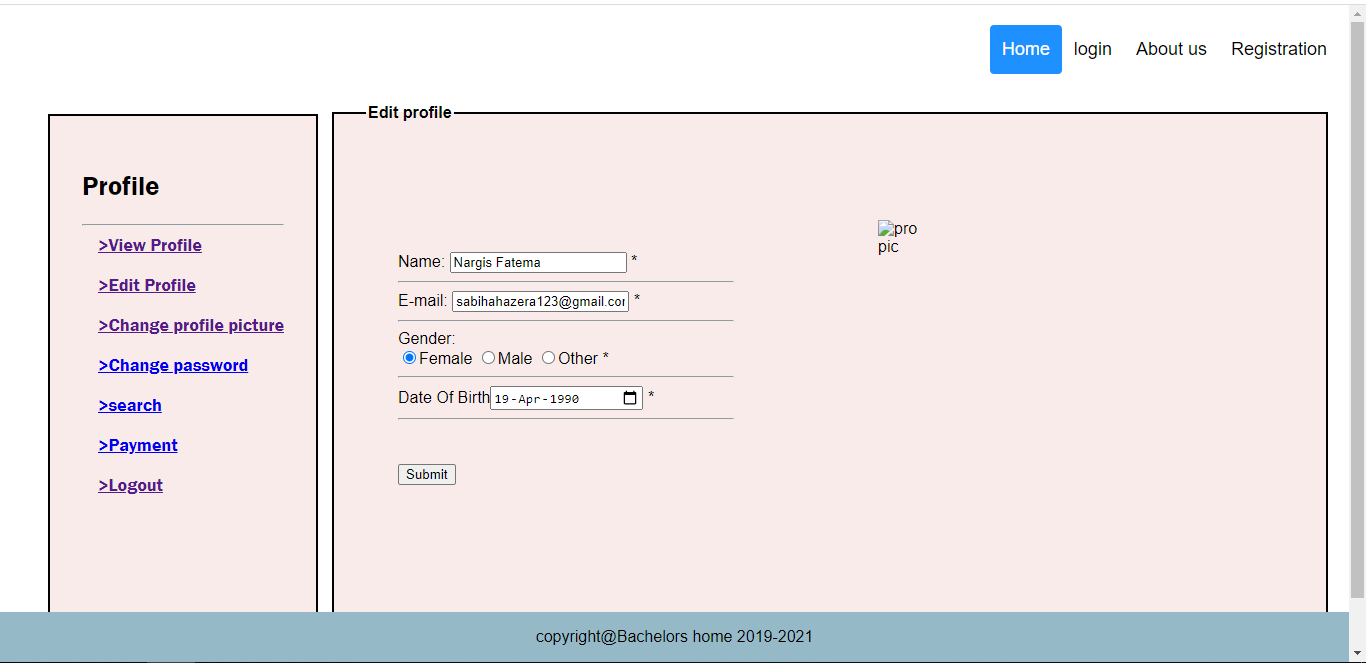 Home login About us Registration
Profile
>View Profile
>Edit Profile
>Change profile picture
>Change password
>search
>Payment
>Logout
Edit profile
pro
pic
Name: Nargis Fatema *
E-mail: sabihahazera123@gmail.cor *
Gender:
Female Male Other *
Date Of Birth 19-Apr-1990 *
Submit
copyright@Bachelors home 2019-2021